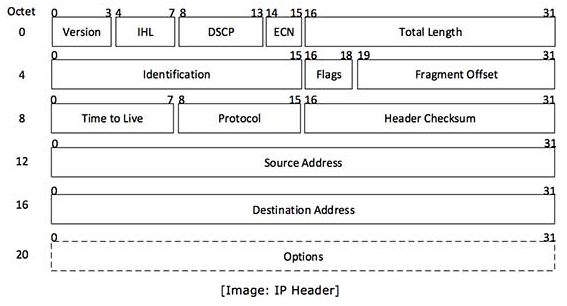 Octet 0 3 4 7 8 13 14 15 16 31
0 Version IHL DSCP ECN Total Length
0 15 16 18 19 31
4 Identification Flags Fragment Offset
0 7 8 15 16 31
8 Time to Live Protocol Header Checksum
0 31
12 Source Address
0 31
16 Destination Address
0 31
20 Options
[Image: IP Header]